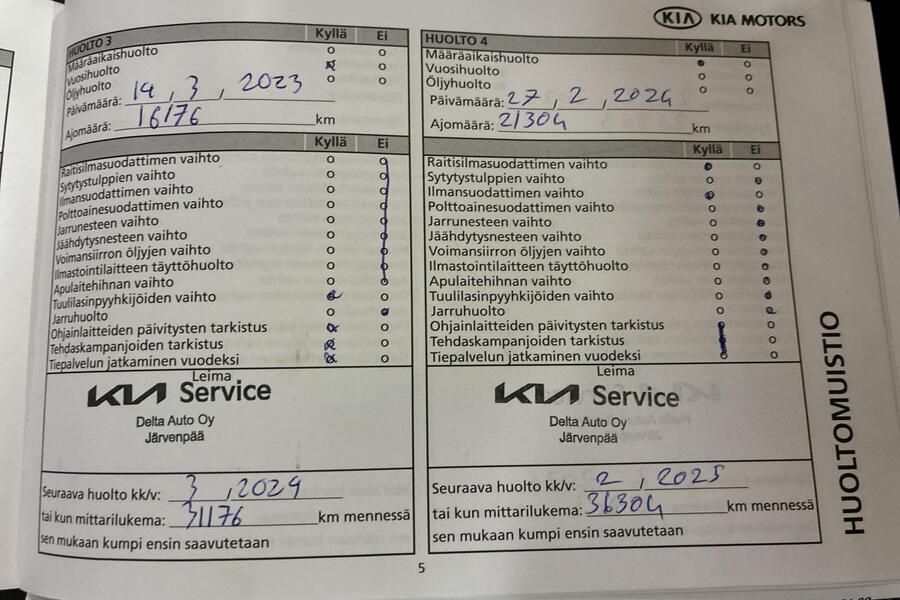 KIA KIA MOTORS
HUOLTO 3 Kyllä Ei
Määräaikaishuolto
Vuosihuolto
Öljyhuolto
Päivämäärä: 14, 3, 2023
Ajomäärä: 16176 km
Kyllä Ei
Raitisilmasuodattimen vaihto
Sytytystulppien vaihto
Ilmansuodattimen vaihto
Polttoainesuodattimen vaihto
Jarrunesteen vaihto
Jäähdytysnesteen vaihto
Voimansiirron öljyjen vaihto
Ilmastointilaitteen täyttöhuolto
Apulaitehihnan vaihto
Tuulilasinpyyhkijöiden vaihto
Jarruhuolto
Ohjainlaitteiden päivitysten tarkistus
Tehdaskampanjoiden tarkistus
Tiepalvelun jatkaminen vuodeksi
Leima
KIA Service
Delta Auto Oy
Järvenpää
Seuraava huolto kk/v: 3, 2024
tai kun mittarilukema: 31176 km mennessä
sen mukaan kumpi ensin saavutetaan
HUOLTO 4 Kyllä Ei
Määräaikaishuolto
Vuosihuolto
Öljyhuolto
Päivämäärä: 27, 2, 2024
Ajomäärä: 21304 km
Kyllä Ei
Raitisilmasuodattimen vaihto
Sytytystulppien vaihto
Ilmansuodattimen vaihto
Polttoainesuodattimen vaihto
Jarrunesteen vaihto
Jäähdytysnesteen vaihto
Voimansiirron öljyjen vaihto
Ilmastointilaitteen täyttöhuolto
Apulaitehihnan vaihto
Tuulilasinpyyhkijöiden vaihto
Jarruhuolto
Ohjainlaitteiden päivitysten tarkistus
Tehdaskampanjoiden tarkistus
Tiepalvelun jatkaminen vuodeksi
Leima
KIA Service
Delta Auto Oy
Järvenpää
Seuraava huolto kk/v: 2, 2025
tai kun mittarilukema: 36304 km mennessä
sen mukaan kumpi ensin saavutetaan
HUOLTOMUISTIO
5